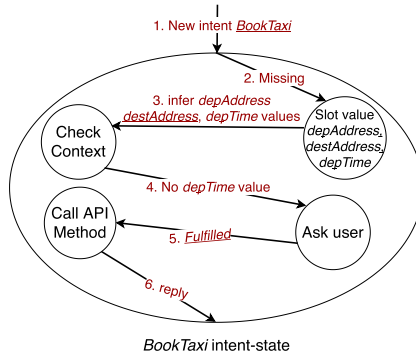 1. New intent BookTaxi
2. Missing
3. infer depAddress
destAddress, depTime values
Slot value
depAddress,
destAddress,
depTime
Check
Context
4. No depTime value
Call API
Method
5. Fulfilled
Ask user
6. reply
BookTaxi intent-state